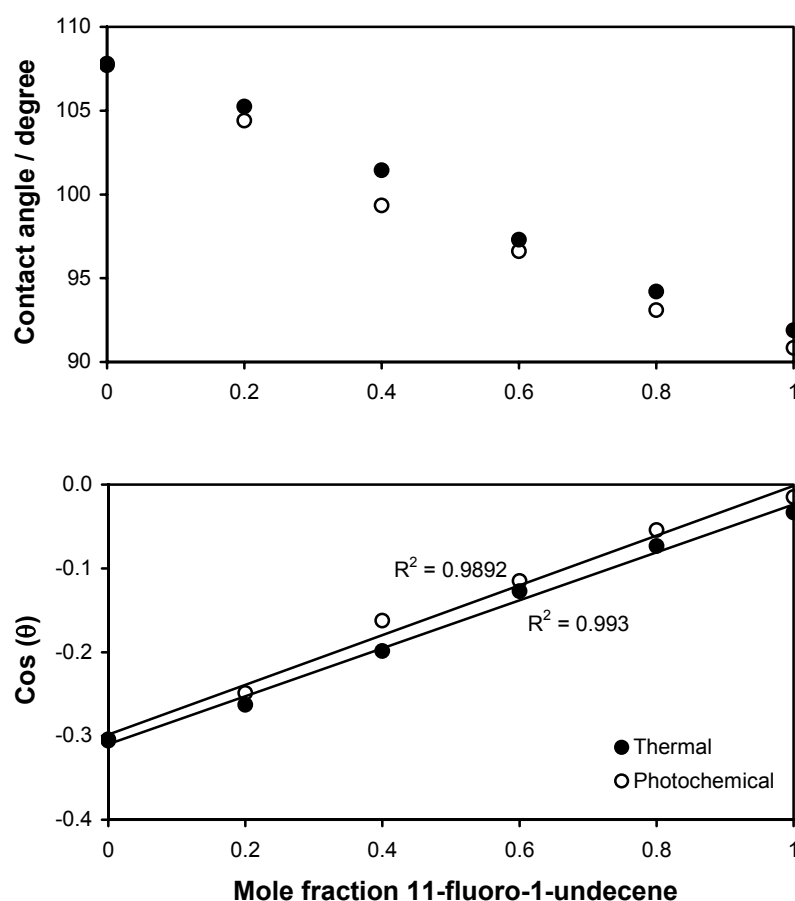 110
105
100
95
90
Contact angle / degree
0 0.2 0.4 0.6 0.8 1
0.0
-0.1
-0.2
-0.3
-0.4
Cos (θ)
R² = 0.9892
R² = 0.993
Thermal
Photochemical
0 0.2 0.4 0.6 0.8 1
Mole fraction 11-fluoro-1-undecene